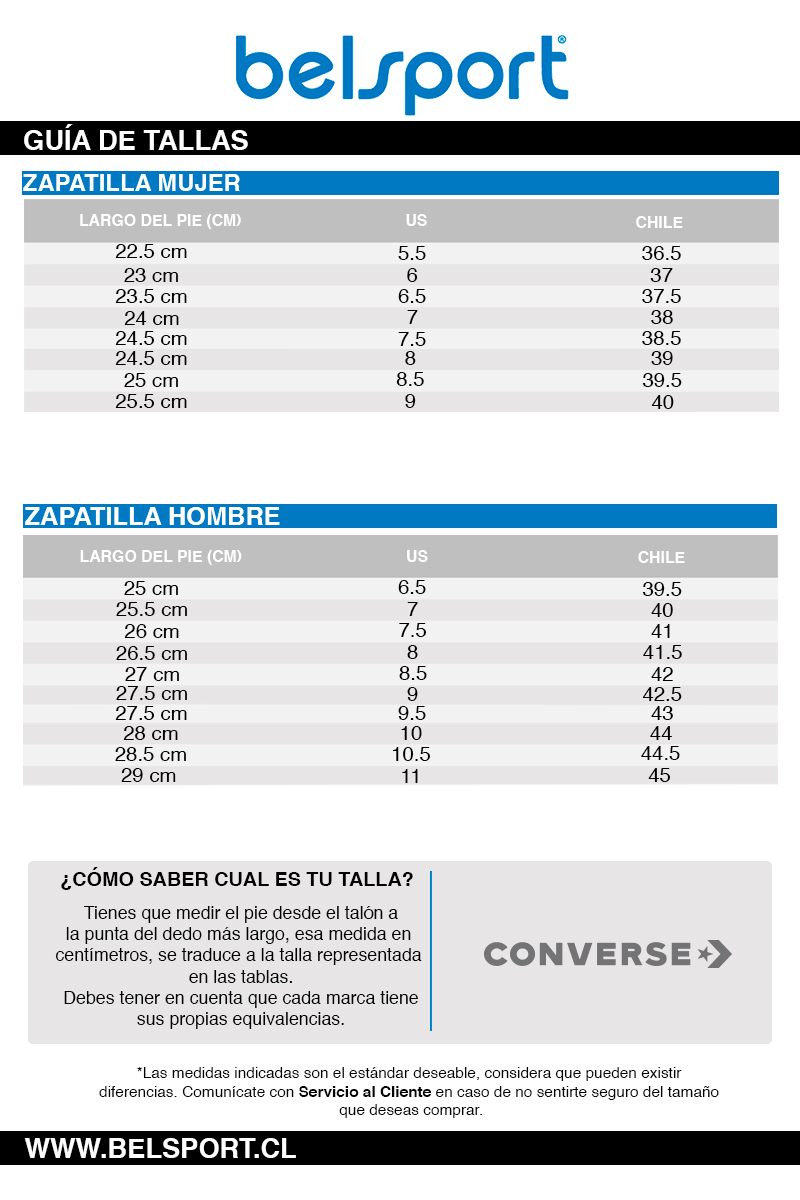 belsport®
GUÍA DE TALLAS
ZAPATILLA MUJER
LARGO DEL PIE (CM) US CHILE
22.5 cm 5.5 36.5
23 cm 6 37
23.5 cm 6.5 37.5
24 cm 7 38
24.5 cm 7.5 38.5
24.5 cm 8 39
25 cm 8.5 39.5
25.5 cm 9 40
ZAPATILLA HOMBRE
LARGO DEL PIE (CM) US CHILE
25 cm 6.5 39.5
25.5 cm 7 40
26 cm 7.5 41
26.5 cm 8 41.5
27 cm 8.5 42
27.5 cm 9 42.5
27.5 cm 9.5 43
28 cm 10 44
28.5 cm 10.5 44.5
29 cm 11 45
¿CÓMO SABER CUAL ES TU TALLA?
Tienes que medir el pie desde el talón a
la punta del dedo más largo, esa medida en
centímetros, se traduce a la talla representada
en las tablas.
Debes tener en cuenta que cada marca tiene
sus propias equivalencias.
CONVERSE
*Las medidas indicadas son el estándar deseable, considera que pueden existir
diferencias. Comunícate con Servicio al Cliente en caso de no sentirte seguro del tamaño
que deseas comprar.
WWW.BELSPORT.CL